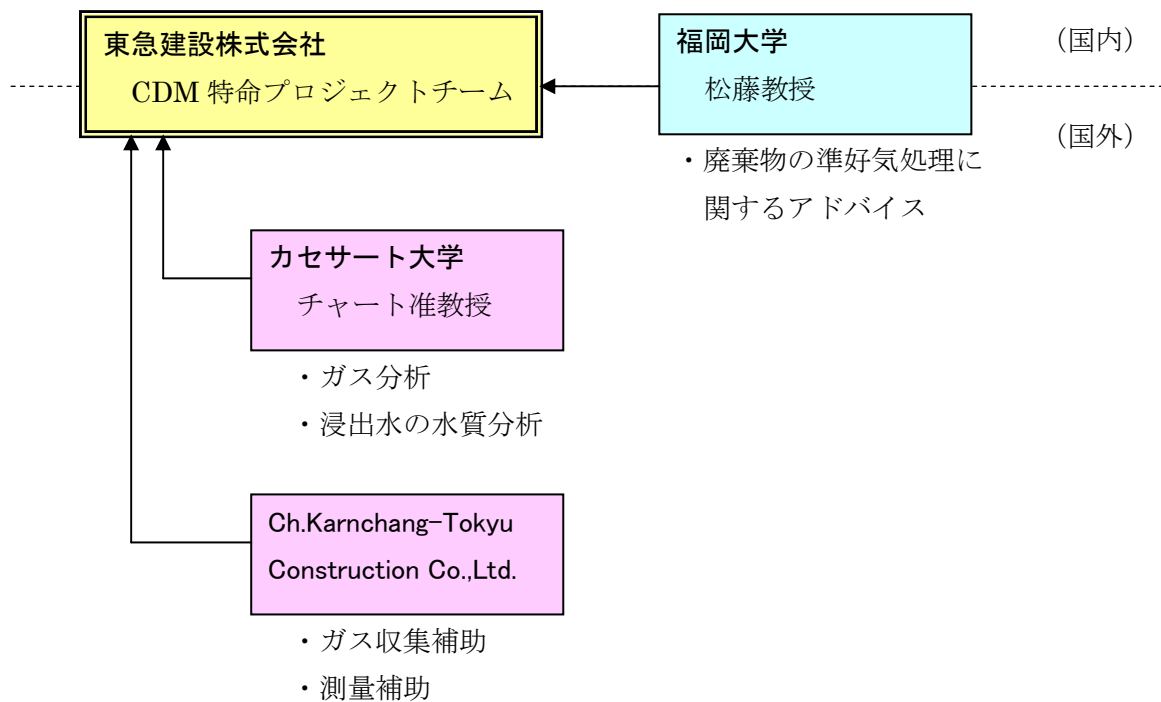 東急建設株式会社
CDM 特命プロジェクトチーム
福岡大学
松藤教授
（国内）
（国外）
・廃棄物の準好気処理に
関するアドバイス
カセサート大学
チャート准教授
・ガス分析
・浸出水の水質分析
Ch.Karnchang-Tokyu
Construction Co.,Ltd.
・ガス収集補助
・測量補助